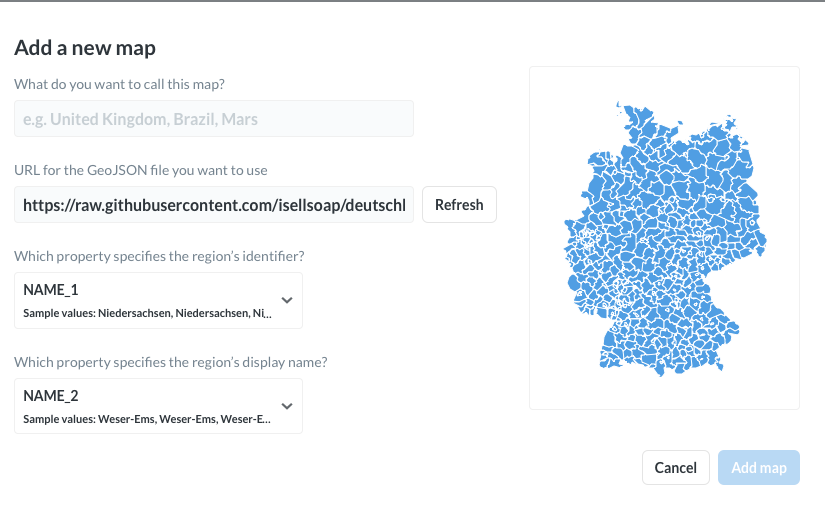 Add a new map
What do you want to call this map?
e.g. United Kingdom, Brazil, Mars
URL for the GeoJSON file you want to use
https://raw.githubusercontent.com/isellsoap/deutschl
Refresh
Which property specifies the region's identifier?
NAME_1
Sample values: Niedersachsen, Niedersachsen, Ni...
Which property specifies the region's display name?
NAME_2
Sample values: Weser-Ems, Weser-Ems, Weser-E...
Cancel
Add map